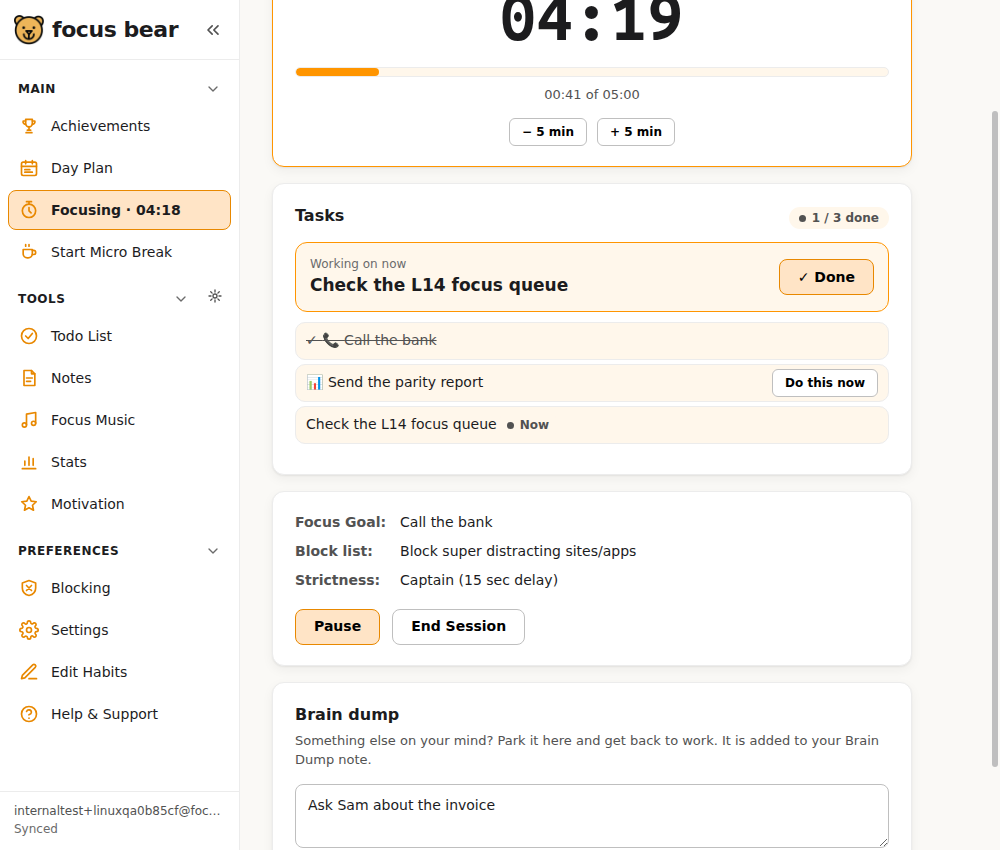 focus bear
MAIN
Achievements
Day Plan
Focusing · 04:18
Start Micro Break
TOOLS
Todo List
Notes
Focus Music
Stats
Motivation
PREFERENCES
Blocking
Settings
Edit Habits
Help & Support
internaltest+linuxqa0b85cf@foc...
Synced
04:19
00:41 of 05:00
− 5 min
+ 5 min
Tasks
1 / 3 done
Working on now
Check the L14 focus queue
✓ Done
✓ 📞 Call the bank
📊 Send the parity report
Do this now
Check the L14 focus queue ● Now
Focus Goal: Call the bank
Block list: Block super distracting sites/apps
Strictness: Captain (15 sec delay)
Pause
End Session
Brain dump
Something else on your mind? Park it here and get back to work. It is added to your Brain
Dump note.
Ask Sam about the invoice